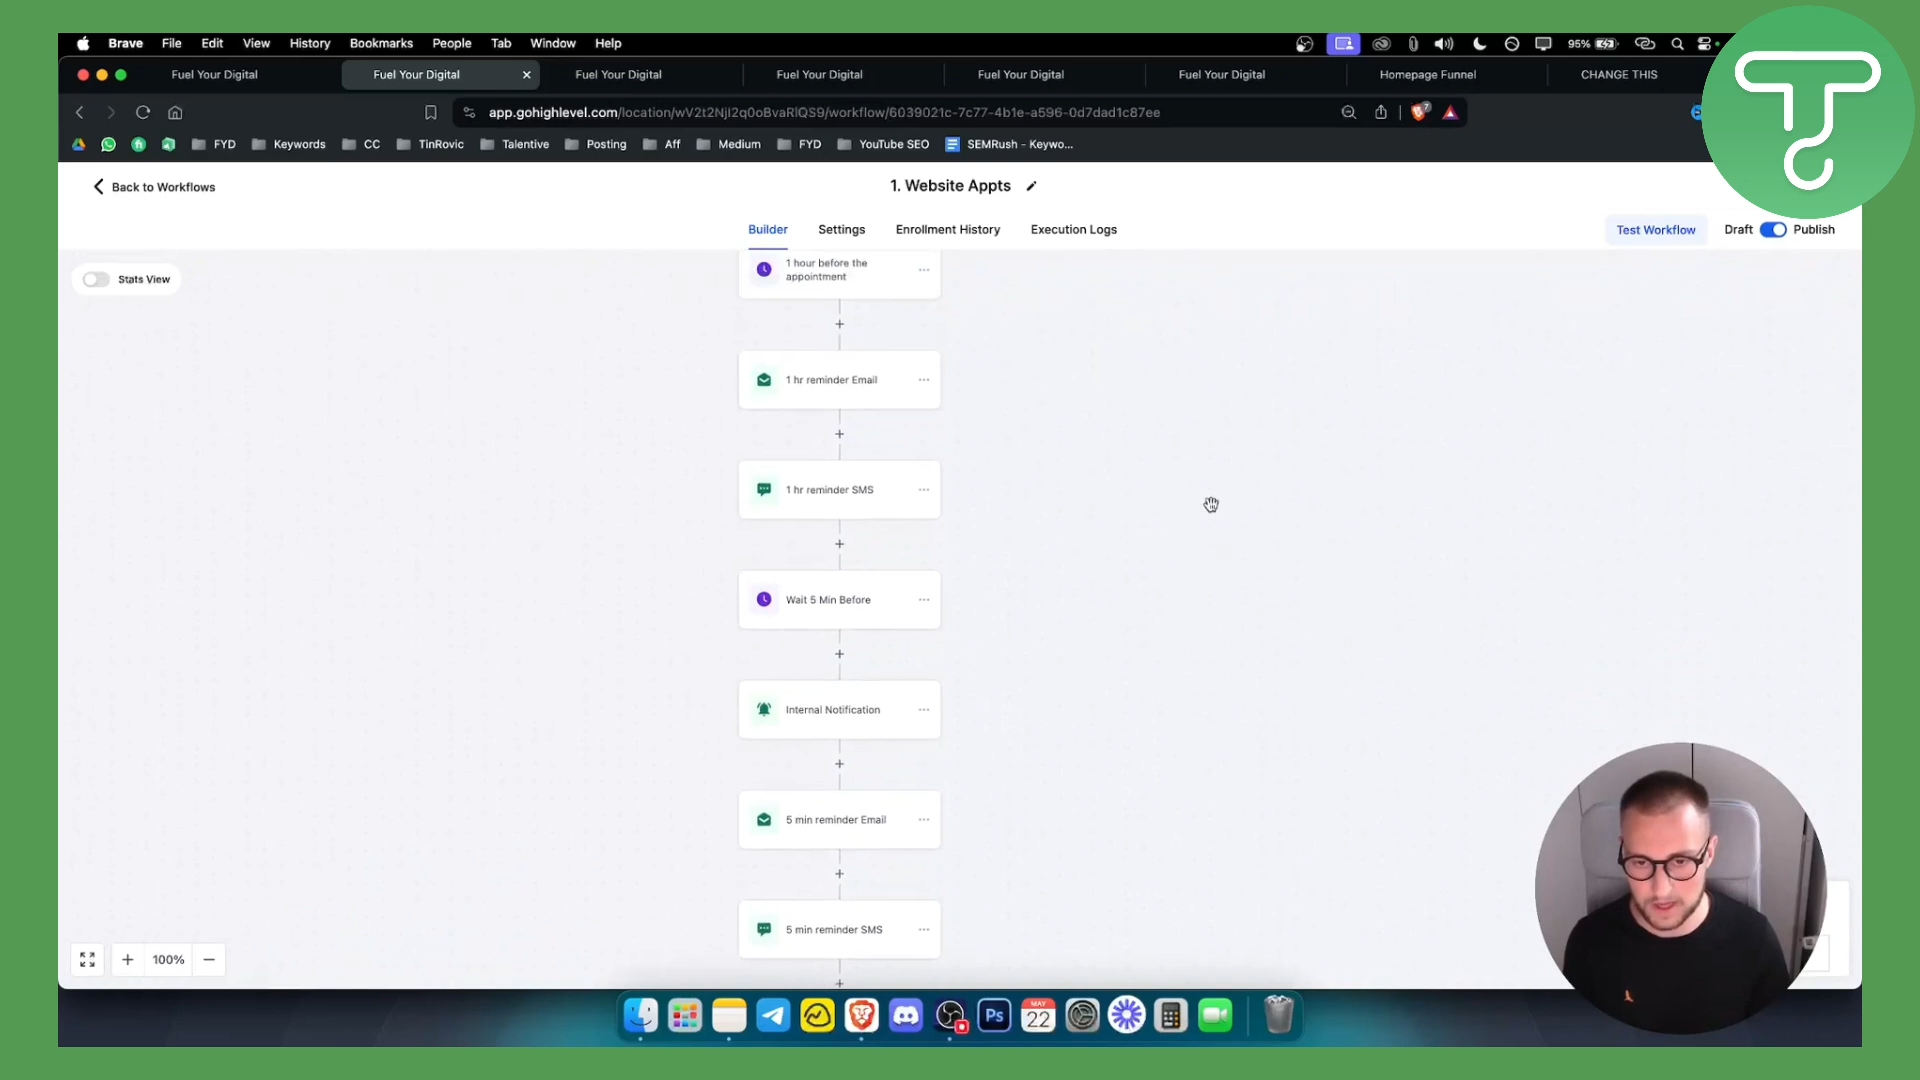 Brave File Edit View History Bookmarks People Tab Window Help 95%
Fuel Your Digital Fuel Your Digital Fuel Your Digital Fuel Your Digital Fuel Your Digital Fuel Your Digital Homepage Funnel CHANGE THIS
app.gohighlevel.com/location/wV2t2NjI2q0oBvaRlQS9/workflow/6039021c-7c77-4b1e-a596-0d7dad1c87ee 7
FYD Keywords CC TinRovic Talentive Posting Aff Medium FYD YouTube SEO SEMRush - Keywo...
Back to Workflows 1. Website Appts
Builder Settings Enrollment History Execution Logs Test Workflow Draft Publish
Stats View
1 hour before the
appointment
1 hr reminder Email
1 hr reminder SMS
Wait 5 Min Before
Internal Notification
5 min reminder Email
5 min reminder SMS
100%
Ps MAY
22